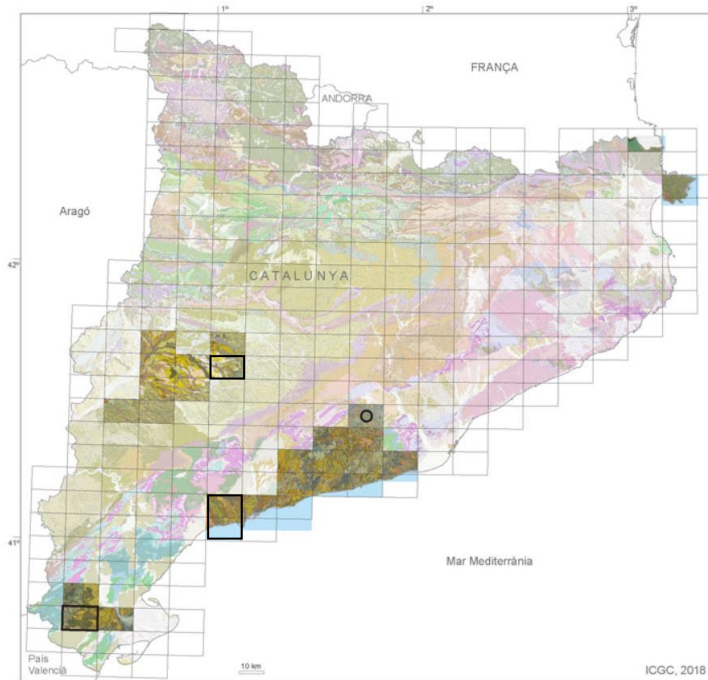 1°
2°
3°
FRANÇA
ANDORRA
Aragó
42°
CATALUNYA
41°
Mar Mediterrània
País
Valencià
10 km
ICGC, 2018